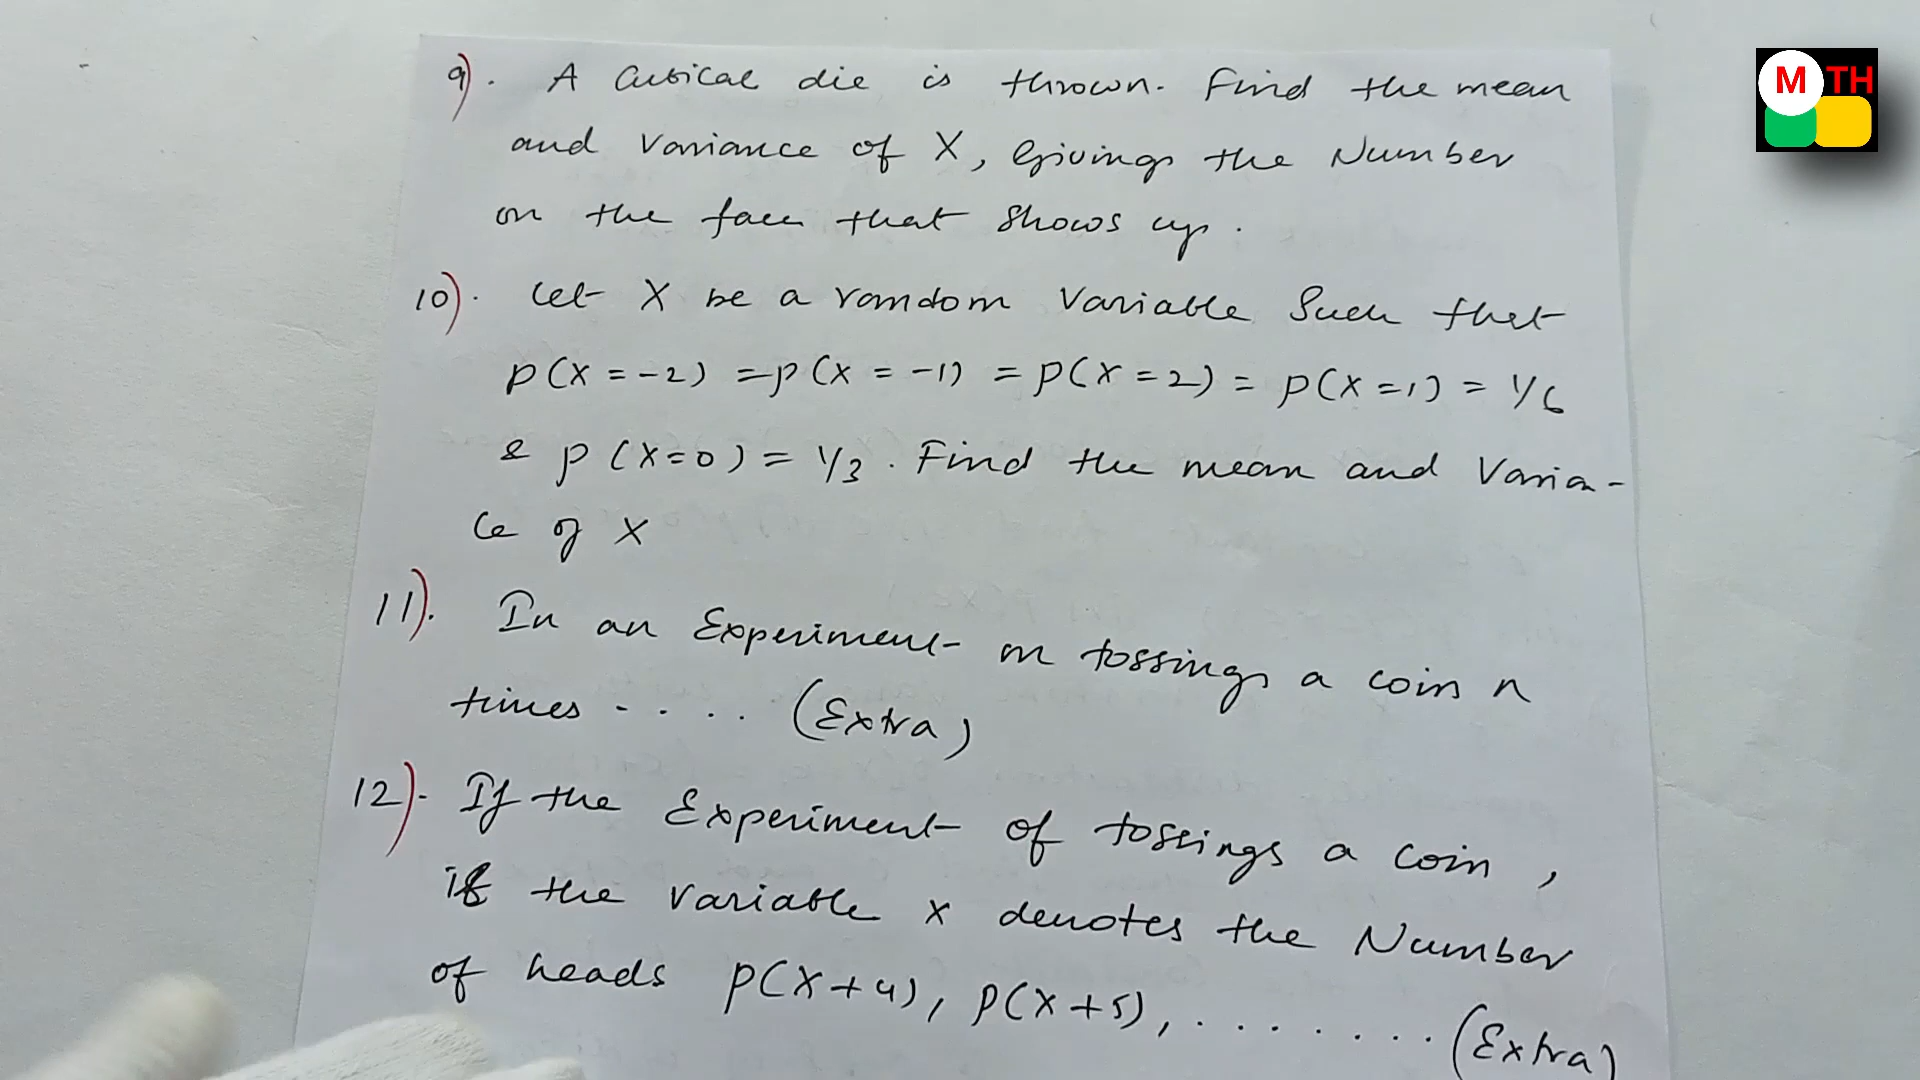 M TH
9). A Cubical die is thrown. Find the mean
and Variance of X, Givings the Number
on the face that shows up.
10). Let X be a random Variable Such that
P(X = -2) = P(X = -1) = P(X = 2) = P(X = 1) = 1/6
& P(X=0) = 1/3. Find the mean and Varian-
ce of X
11). In an Experiment on tossings a coin n
times - . . . . (Extra)
12). If the Experiment of tossings a coin,
if the variable x denotes the Number
of heads P(X+4), P(X+5), . . . . . . . . (Extra)